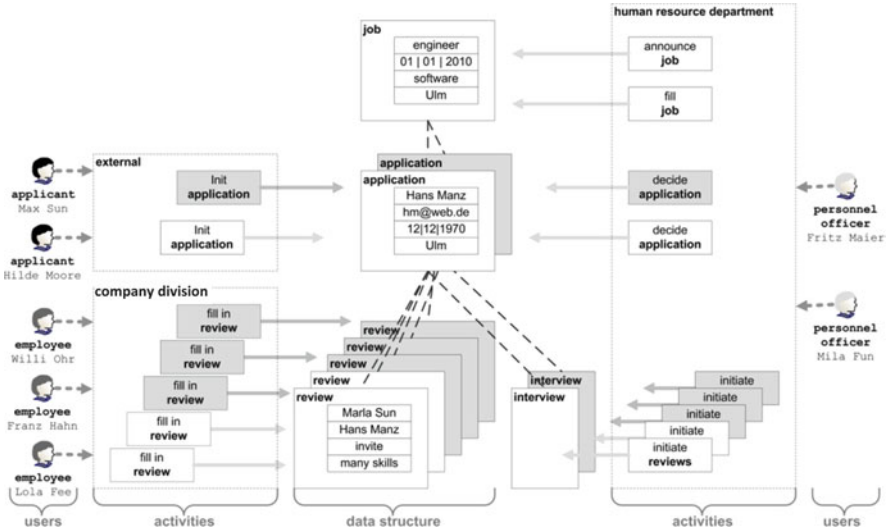 human resource department
job
engineer
01 | 01 | 2010
software
Ulm
announce
job
fill
job
external
applicant
Max Sun
Init
application
application
application
Hans Manz
hm@web.de
12|12|1970
Ulm
decide
application
personnel
officer
Fritz Maier
applicant
Hilde Moore
Init
application
decide
application
company division
employee
Willi Ohr
fill in
review
fill in
review
employee
Franz Hahn
fill in
review
fill in
review
employee
Lola Fee
fill in
review
review
review
review
review
review
Marla Sun
Hans Manz
invite
many skills
interview
interview
personnel
officer
Mila Fun
initiate
initiate
initiate
initiate
initiate
reviews
users
activities
data structure
activities
users